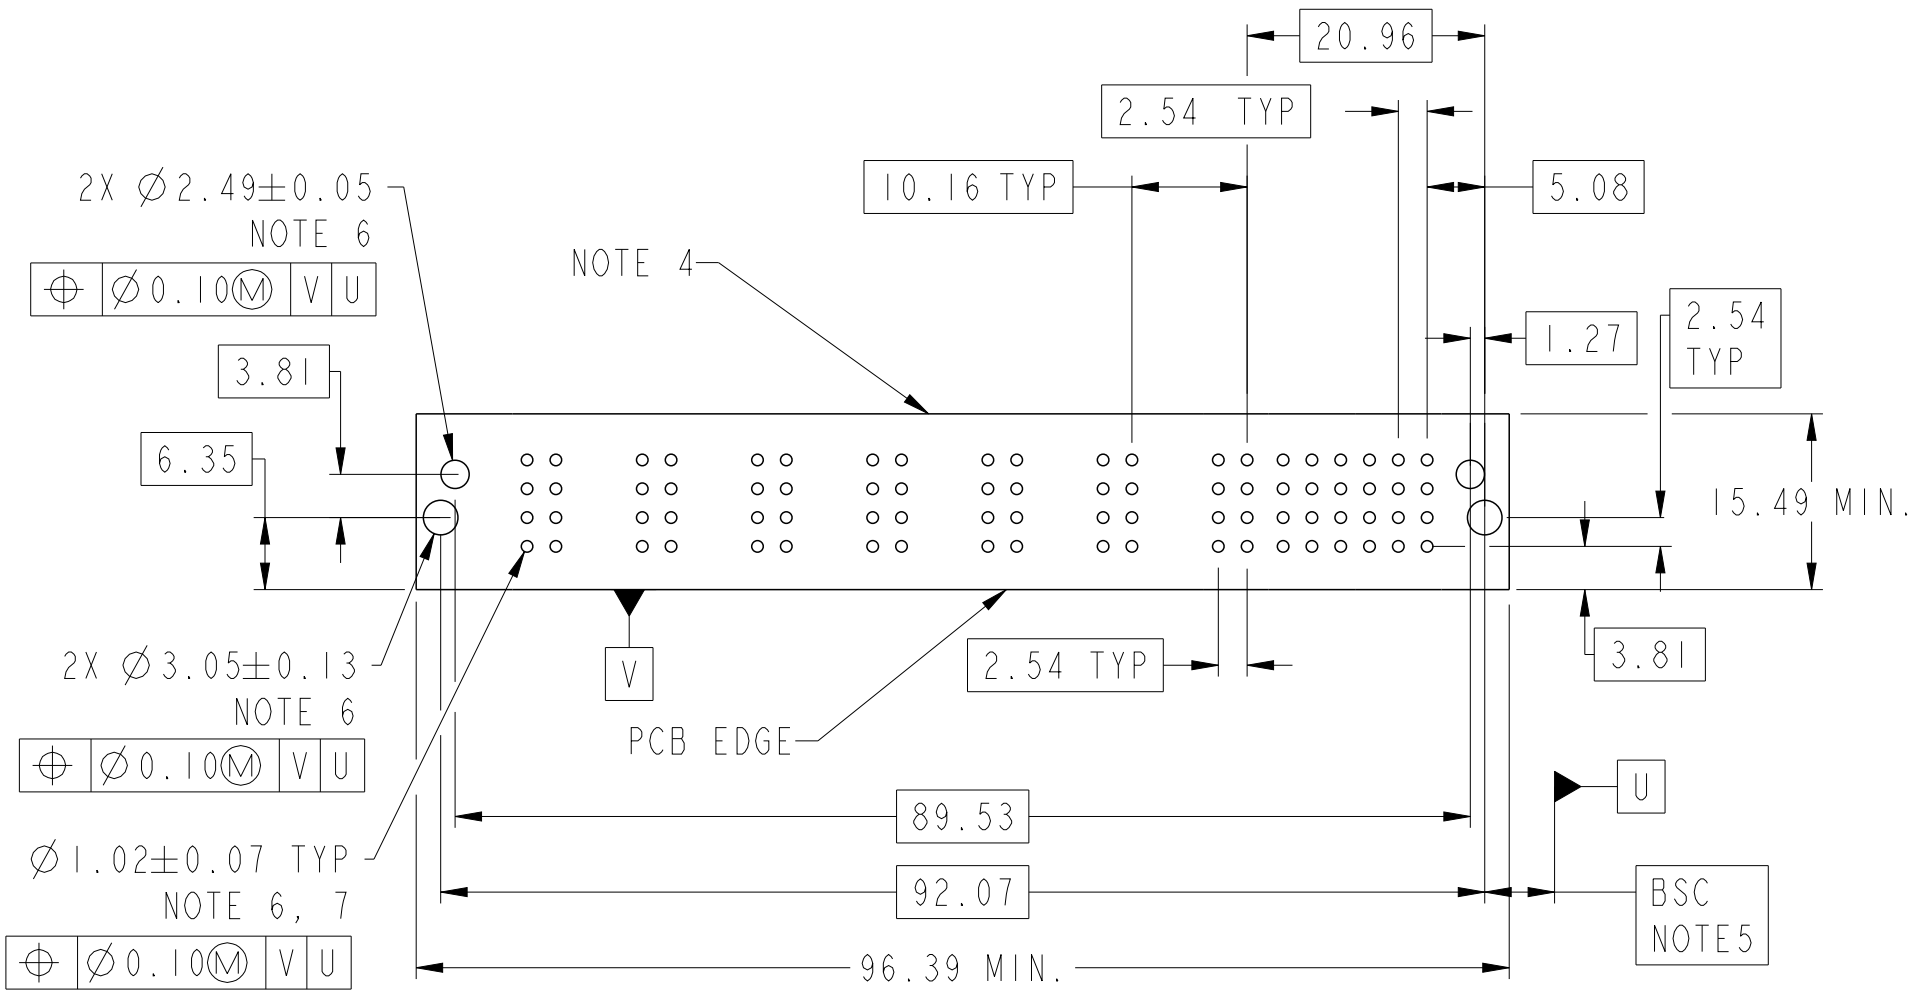 20.96
2.54 TYP
10.16 TYP
5.08
2X ∅2.49±0.05
NOTE 6
⌖ ∅0.10Ⓜ V U
NOTE 4
2.54
TYP
1.27
3.81
6.35
15.49 MIN.
2X ∅3.05±0.13
NOTE 6
⌖ ∅0.10Ⓜ V U
V
2.54 TYP
3.81
PCB EDGE
U
89.53
∅1.02±0.07 TYP
NOTE 6, 7
⌖ ∅0.10Ⓜ V U
92.07
BSC
NOTE5
96.39 MIN.